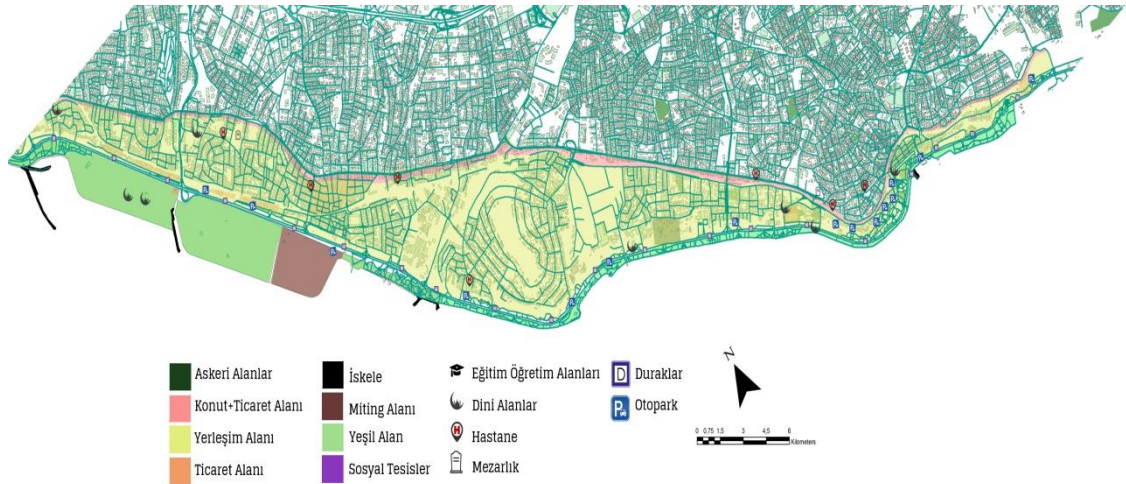 N
Askeri Alanlar
Konut+Ticaret Alanı
Yerleşim Alanı
Ticaret Alanı
İskele
Miting Alanı
Yeşil Alan
Sosyal Tesisler
Eğitim Öğretim Alanları
Dini Alanlar
H Hastane
Mezarlık
D Duraklar
P Otopark
0 0,75 1,5 3 4,5 6
Kilometers